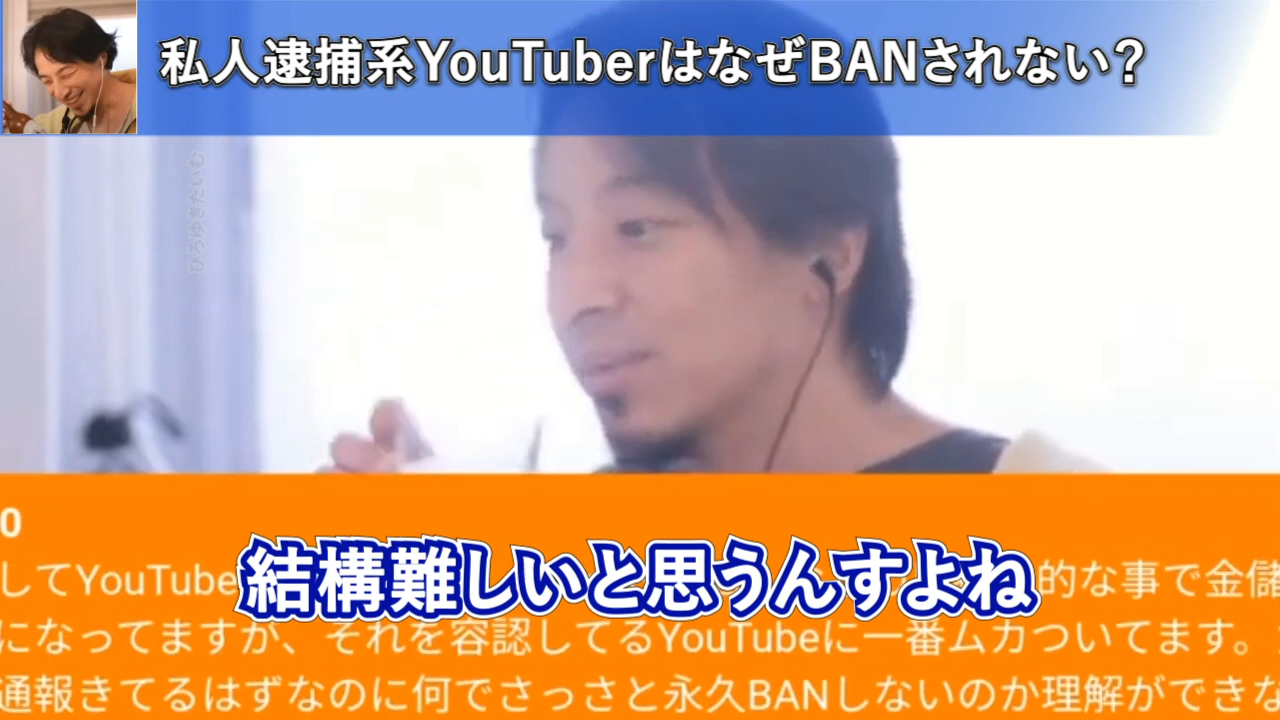 私人逮捕系YouTuberはなぜBANされない?
ひろゆきたいむ
0
してYouTube
結構難しいと思うんすよね
的な事で金儲
になってますが、それを容認してるYouTubeに一番ムカついてます。
通報きてるはずなのに何でさっさと永久BANしないのか理解ができな